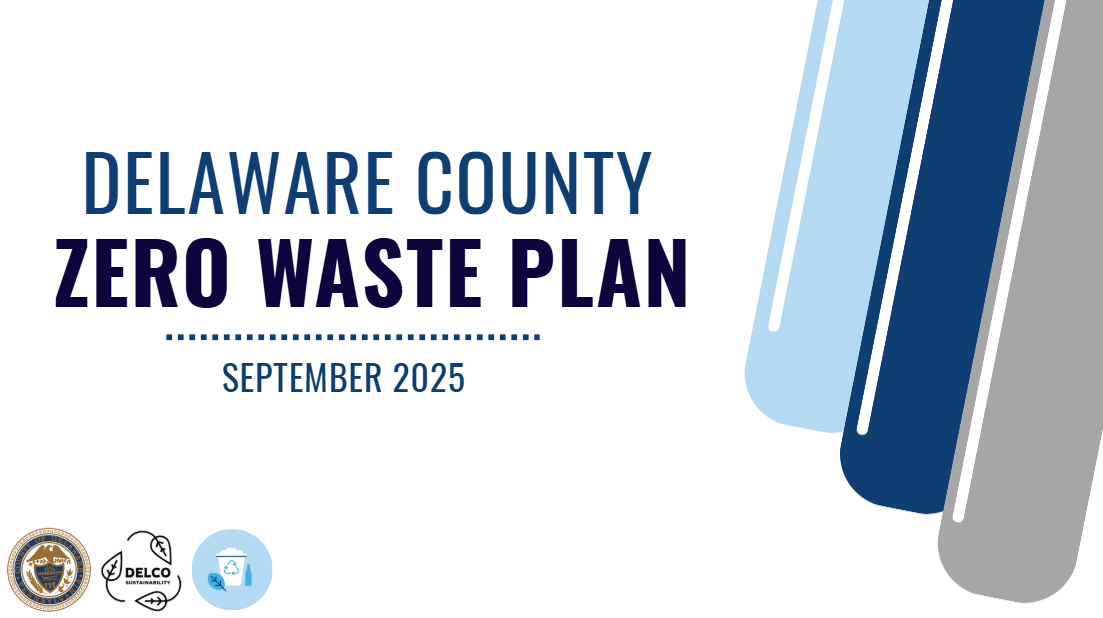 DELAWARE COUNTY
ZERO WASTE PLAN
SEPTEMBER 2025
DELCO
SUSTAINABILITY